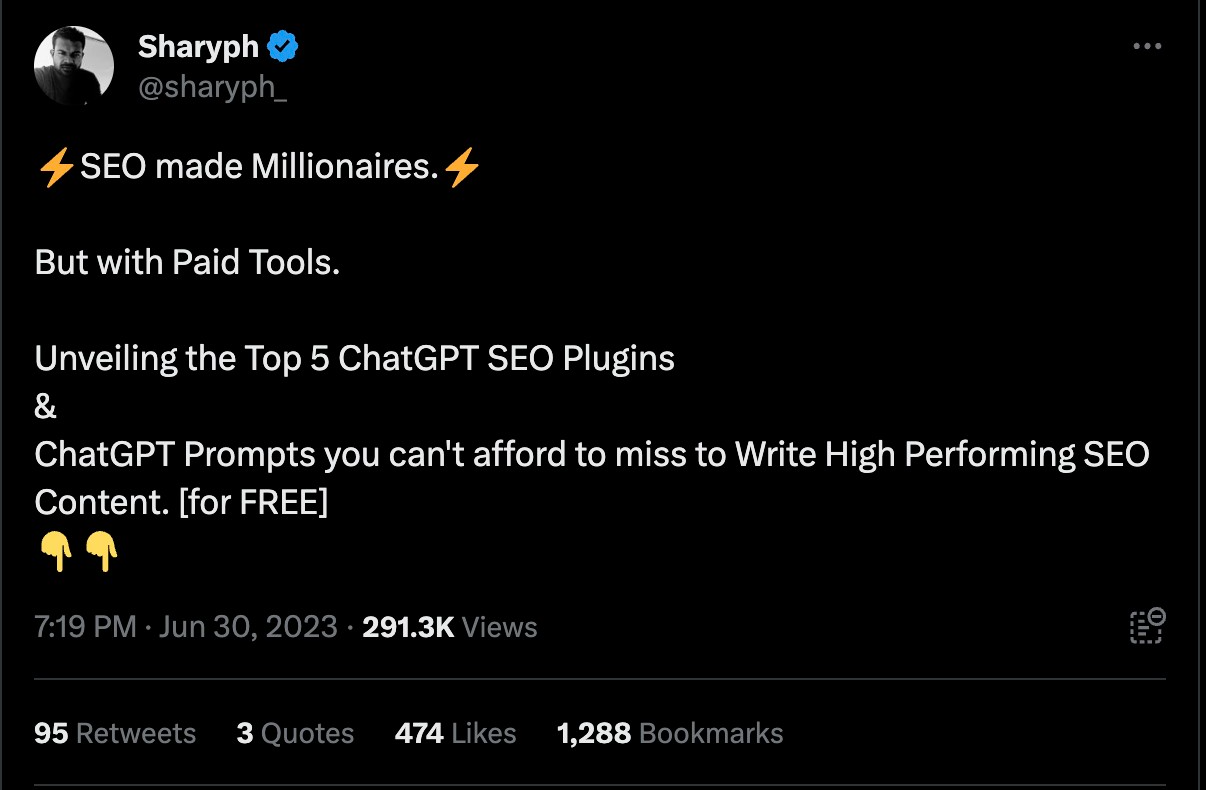 Sharyph
@sharyph_
⚡SEO made Millionaires.⚡
But with Paid Tools.
Unveiling the Top 5 ChatGPT SEO Plugins
&
ChatGPT Prompts you can't afford to miss to Write High Performing SEO
Content. [for FREE]
👇👇
7:19 PM · Jun 30, 2023 · 291.3K Views
95 Retweets 3 Quotes 474 Likes 1,288 Bookmarks